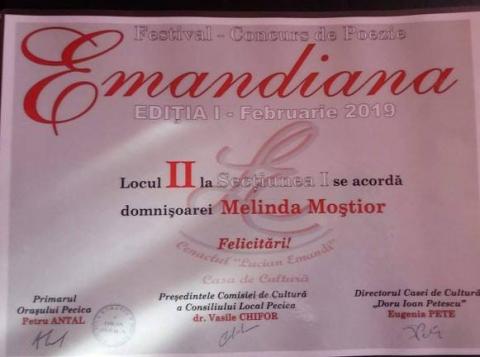 Festival - Concurs de Poezie
Emandiana
EDIȚIA I - Februarie 2019
Locul II la Secțiunea I se acordă
domnișoarei Melinda Moștior
Felicitări!
Cenaclul "Lucian Emandi"
Casa de Cultură
Primarul
Orașului Pecica
Petru ANTAL
Președintele Comisiei de Cultură
a Consiliului Local Pecica
dr. Vasile CHIFOR
Directorul Casei de Cultură
„Doru Ioan Petescu"
Eugenia PETE